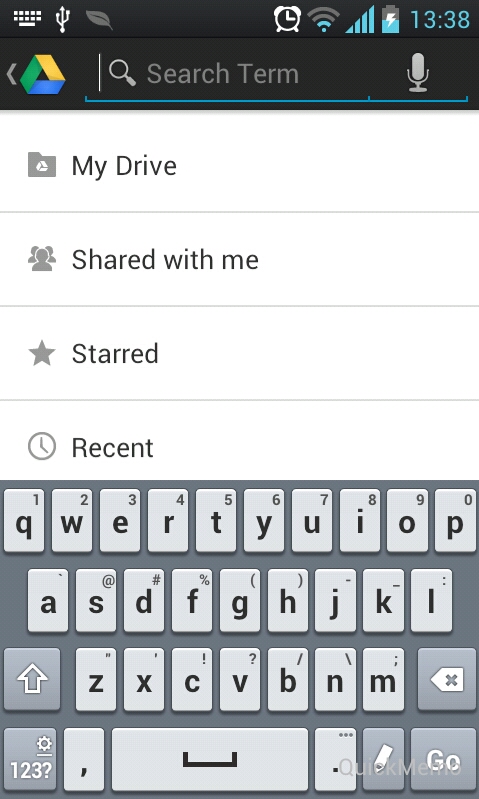 13:38
Search Term
My Drive
Shared with me
Starred
Recent
1 2 3 4 5 6 7 8 9 0
q w e r t y u i o p
` @ # % ( ) - _ :
a s d f g h j k l
" ' ! ? / \ ;
z x c v b n m
123? , . ... Go
QuickMemo